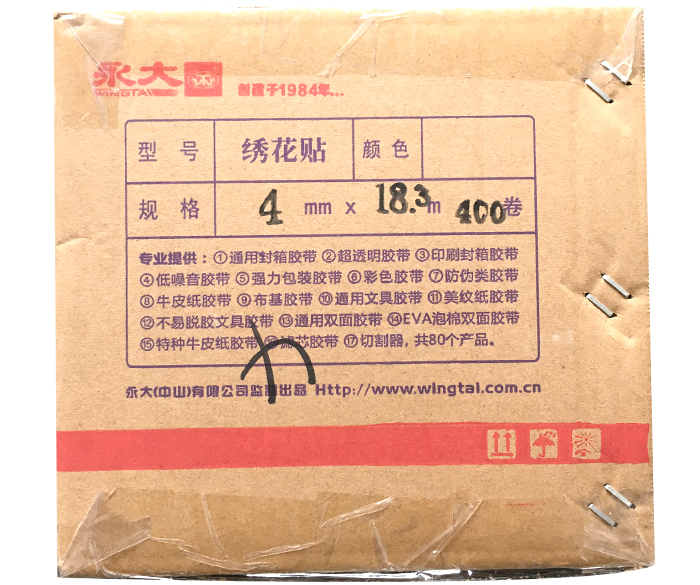 永大
WINGTAI
创建于1984年...
型 号 绣花贴 颜 色
规 格 4 mm x 18.3 m 400卷
专业提供：①通用封箱胶带 ②超透明胶带 ③印刷封箱胶带
④低噪音胶带 ⑤强力包装胶带 ⑥彩色胶带 ⑦防伪类胶带
⑧牛皮纸胶带 ⑨布基胶带 ⑩通用文具胶带 ⑪美纹纸胶带
⑫不易脱胶文具胶带 ⑬通用双面胶带 ⑭EVA泡棉双面胶带
⑮特种牛皮纸胶带 ⑯滤芯胶带 ⑰切割器，共80个产品。
永大(中山)有限公司监制出品 Http://www.wingtai.com.cn